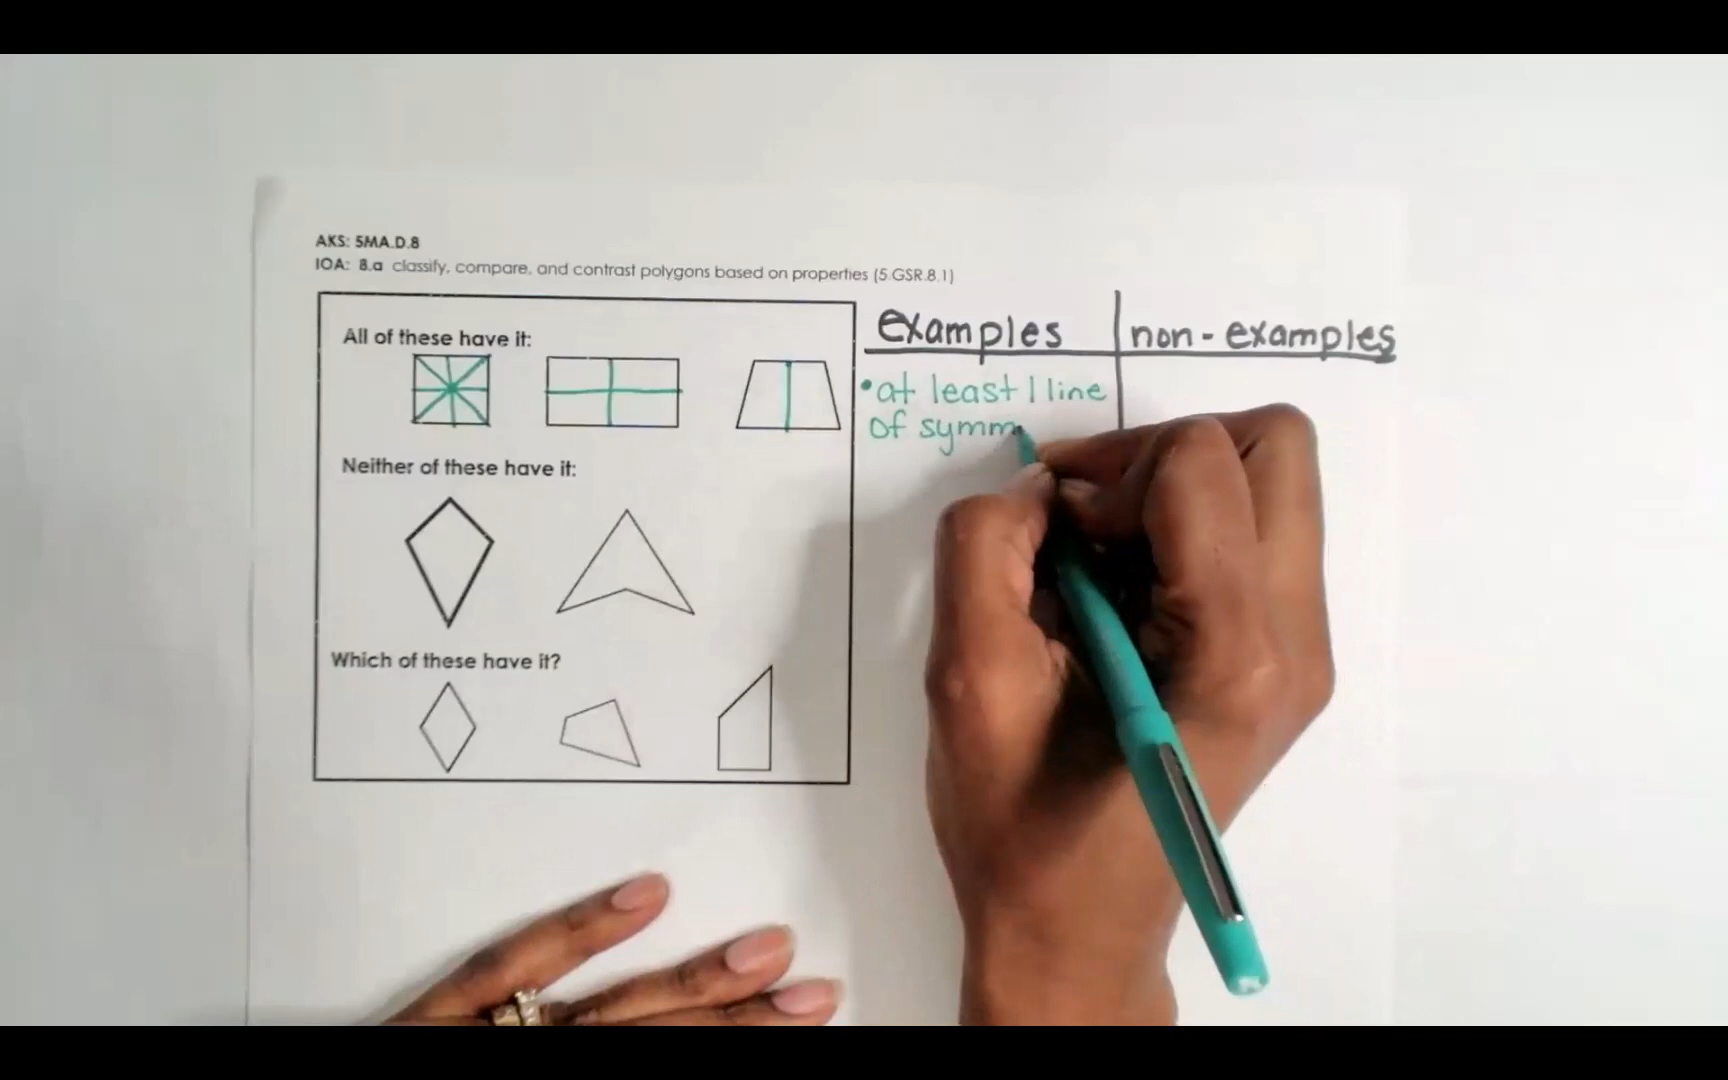 AKS: 5MA.D.8
IOA: 8.a classify, compare, and contrast polygons based on properties (5.GSR.8.1)
All of these have it:
Neither of these have it:
Which of these have it?
examples
non-examples
•at least 1 line
of symm